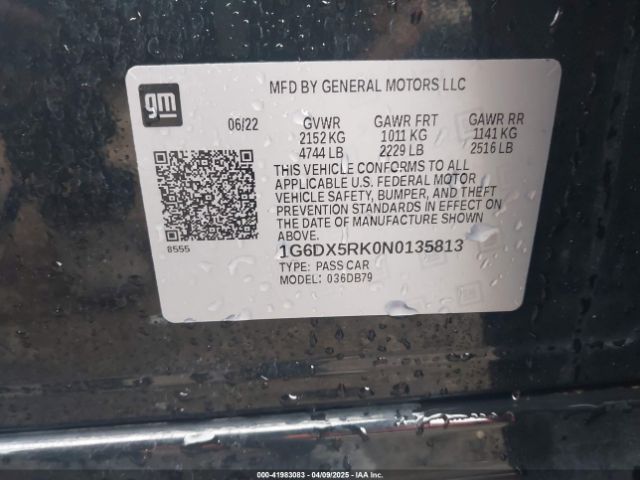 gm
MFD BY GENERAL MOTORS LLC
06/22 GVWR GAWR FRT GAWR RR
2152 KG 1011 KG 1141 KG
4744 LB 2229 LB 2516 LB
THIS VEHICLE CONFORMS TO ALL
APPLICABLE U.S. FEDERAL MOTOR
VEHICLE SAFETY, BUMPER, AND THEFT
PREVENTION STANDARDS IN EFFECT ON
THE DATE OF MANUFACTURE SHOWN
ABOVE.
8555
1G6DX5RK0N0135813
TYPE: PASS CAR
MODEL: 036DB79
000-41983083 - 04/09/2025 - IAAI.COM